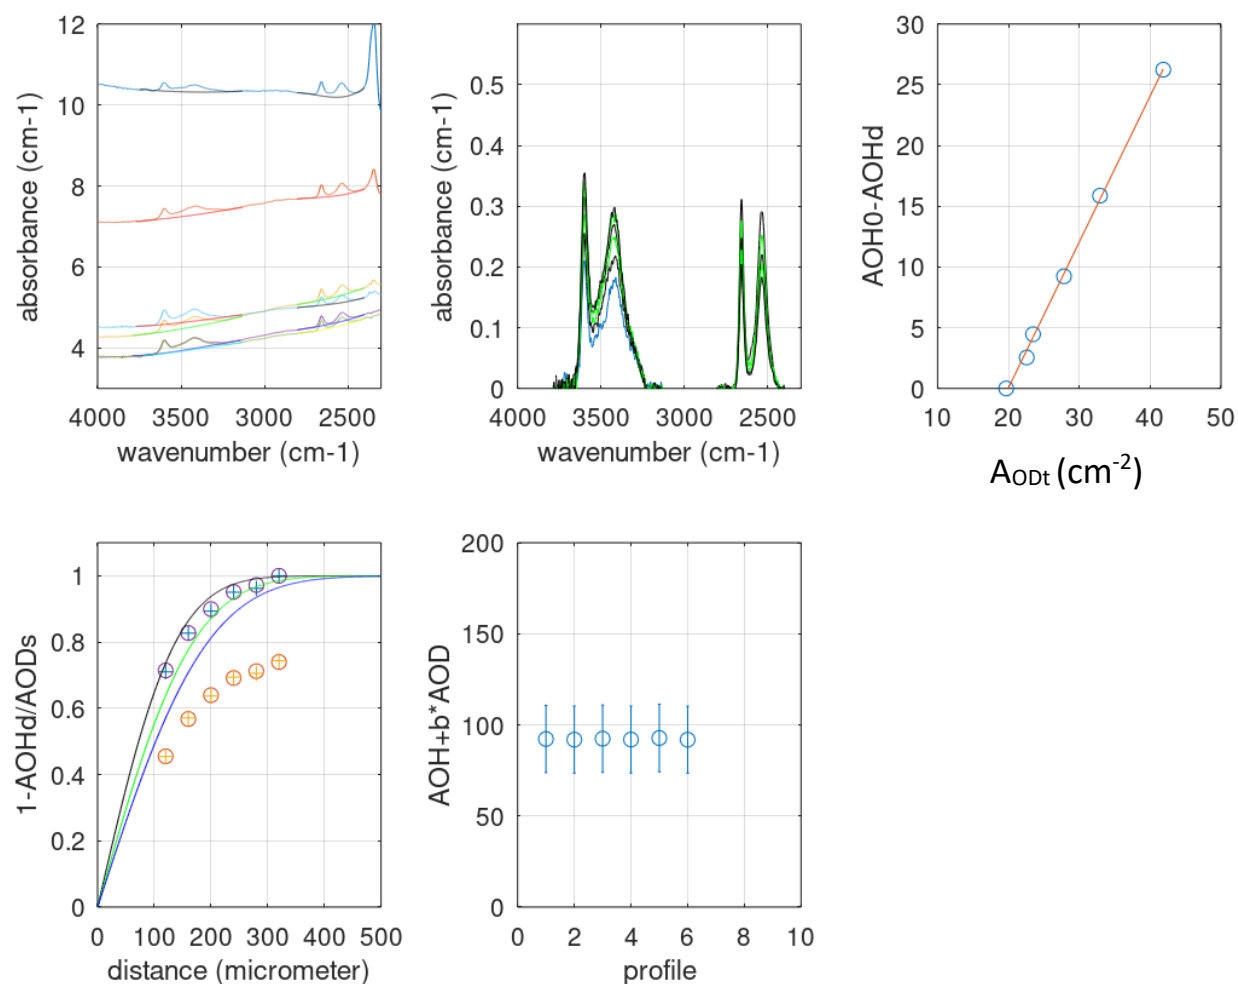 12
10
8
6
4
absorbance (cm-1)
4000 3500 3000 2500
wavenumber (cm-1)
0.5
0.4
0.3
0.2
0.1
0
absorbance (cm-1)
4000 3500 3000 2500
wavenumber (cm-1)
30
25
20
15
10
5
0
AOH0-AOHd
10 20 30 40 50
AODt (cm-2)
1
0.8
0.6
0.4
0.2
0
1-AOHd/AODs
0 100 200 300 400 500
distance (micrometer)
200
150
100
50
0
AOH+b*AOD
0 2 4 6 8 10
profile